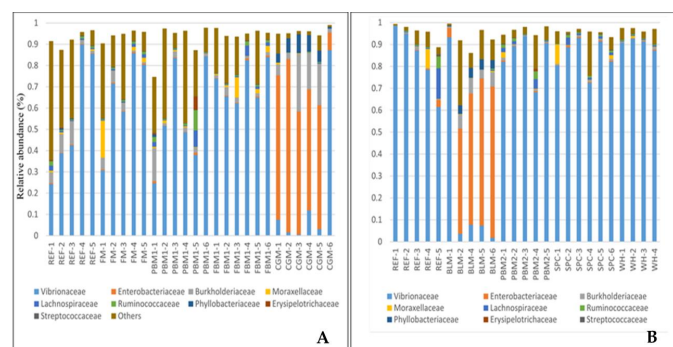 Relative abundance (%)
1
0.9
0.8
0.7
0.6
0.5
0.4
0.3
0.2
0.1
0
REF-1 REF-2 REF-3 REF-4 REF-5 FM-1 FM-2 FM-3 FM-4 FM-5 PBM1-1 PBM1-2 PBM1-3 PBM1-4 PBM1-5 PBM1-6 FBM1-1 FBM1-2 FBM1-3 FBM1-4 FBM1-5 FBM1-6 CGM-1 CGM-2 CGM-3 CGM-4 CGM-5 CGM-6
Vibrionaceae Enterobacteriaceae Burkholderiaceae Moraxellaceae
Lachnospiraceae Ruminococcaceae Phyllobacteriaceae Erysipelotrichaceae
Streptococcaceae Others
A
1
0.9
0.8
0.7
0.6
0.5
0.4
0.3
0.2
0.1
0
REF-1 REF-2 REF-3 REF-4 REF-5 BLM-1 BLM-2 BLM-4 BLM-5 BLM-6 PBM2-1 PBM2-2 PBM2-3 PBM2-4 PBM2-5 SPC-1 SPC-2 SPC-3 SPC-4 SPC-5 SPC-6 WH-1 WH-2 WH-3 WH-4
Vibrionaceae Enterobacteriaceae Burkholderiaceae
Moraxellaceae Lachnospiraceae Ruminococcaceae
Phyllobacteriaceae Erysipelotrichaceae Streptococcaceae
B